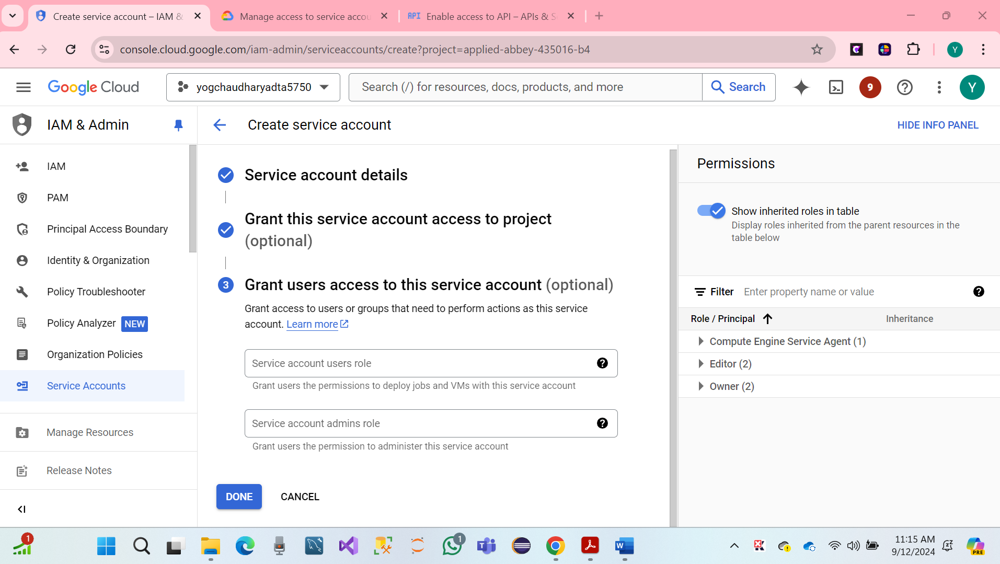 Create service account – IAM &
Manage access to service accou
API Enable access to API – APIs & S
console.cloud.google.com/iam-admin/serviceaccounts/create?project=applied-abbey-435016-b4
Y
Google Cloud
yogchaudharyadta5750
Search (/) for resources, docs, products, and more
Search
9
Y
IAM & Admin
Create service account
HIDE INFO PANEL
IAM
PAM
Principal Access Boundary
Identity & Organization
Policy Troubleshooter
Policy Analyzer NEW
Organization Policies
Service Accounts
Manage Resources
Release Notes
Service account details
Grant this service account access to project
(optional)
3 Grant users access to this service account (optional)
Grant access to users or groups that need to perform actions as this service
account. Learn more
Service account users role
Grant users the permissions to deploy jobs and VMs with this service account
Service account admins role
Grant users the permission to administer this service account
DONE CANCEL
Permissions
Show inherited roles in table
Display roles inherited from the parent resources in the
table below
Filter Enter property name or value
Role / Principal Inheritance
Compute Engine Service Agent (1)
Editor (2)
Owner (2)
1
1
11:15 AM
9/12/2024
PRE